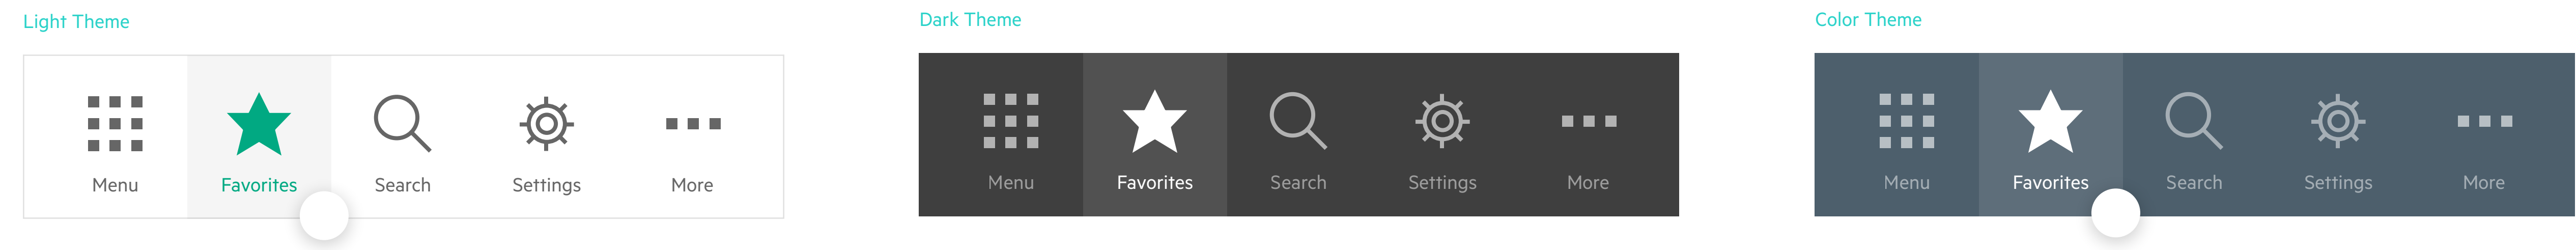 Light Theme
Menu Favorites Search Settings More
Dark Theme
Menu Favorites Search Settings More
Color Theme
Menu Favorites Search Settings More